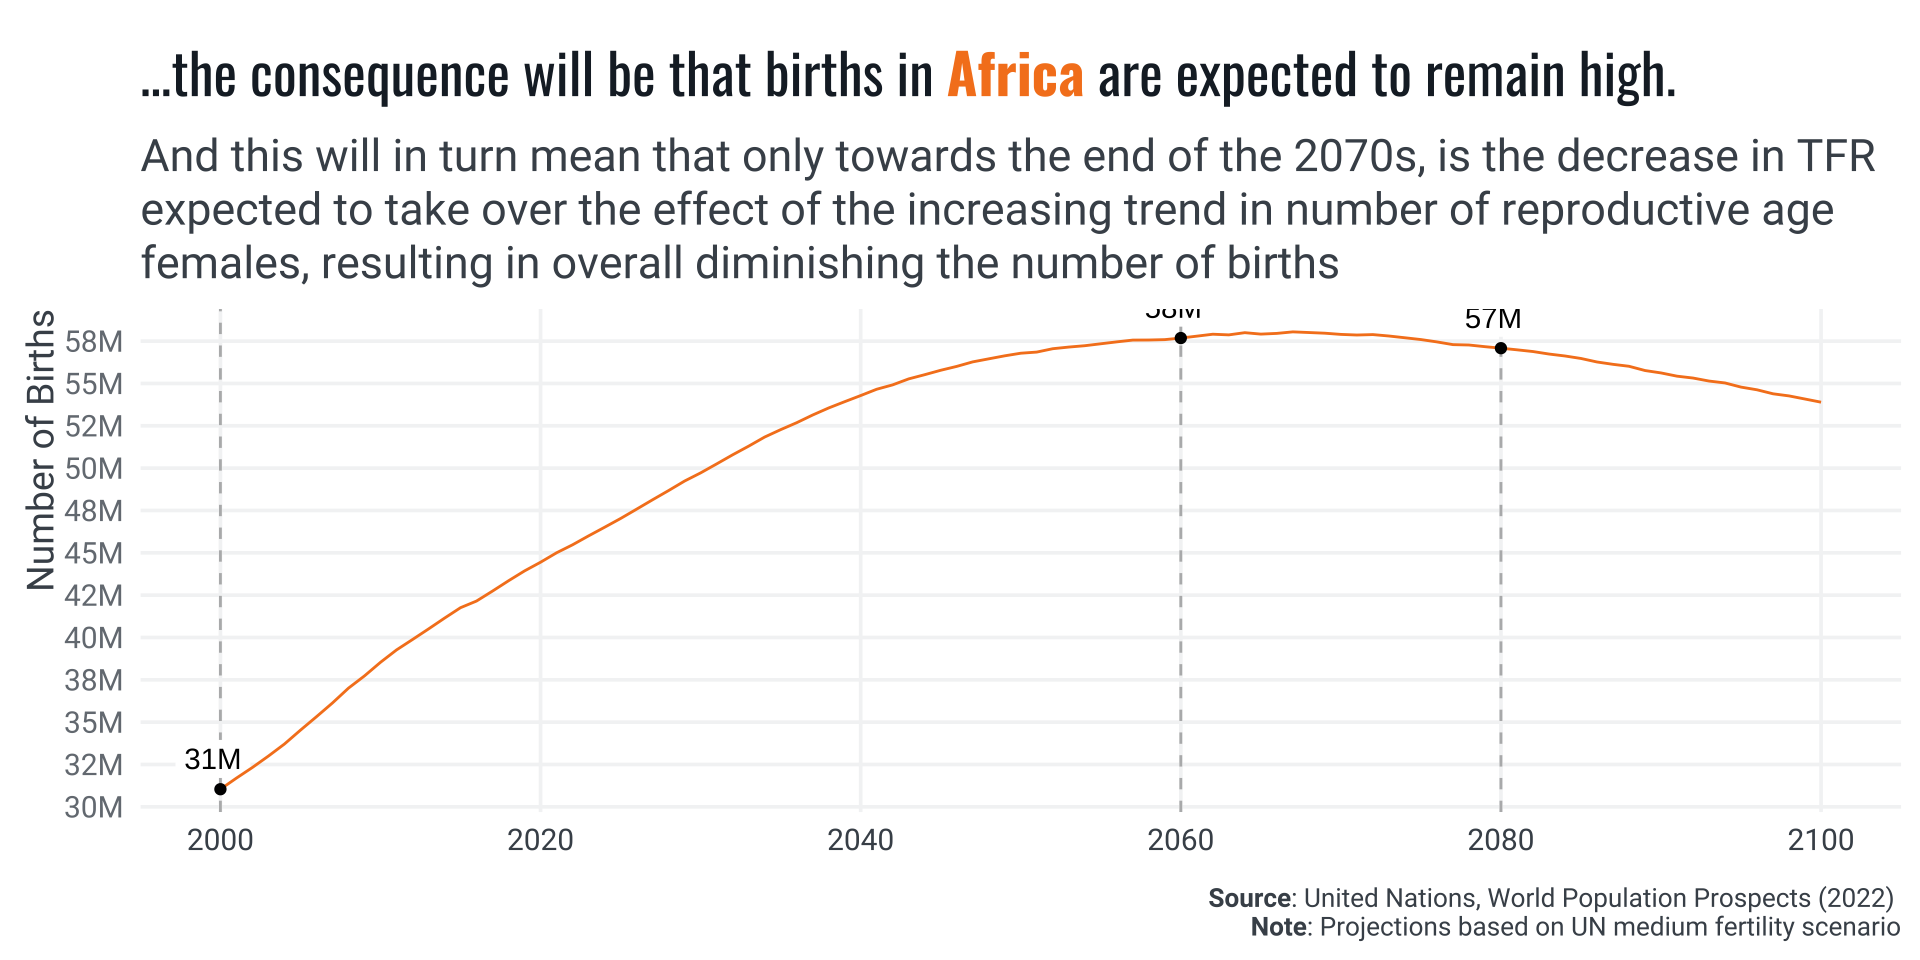 ...the consequence will be that births in Africa are expected to remain high.
And this will in turn mean that only towards the end of the 2070s, is the decrease in TFR
expected to take over the effect of the increasing trend in number of reproductive age
females, resulting in overall diminishing the number of births
Number of Births
58M
55M
52M
50M
48M
45M
42M
40M
38M
35M
32M
30M
31M
58M
57M
2000
2020
2040
2060
2080
2100
Source: United Nations, World Population Prospects (2022)
Note: Projections based on UN medium fertility scenario